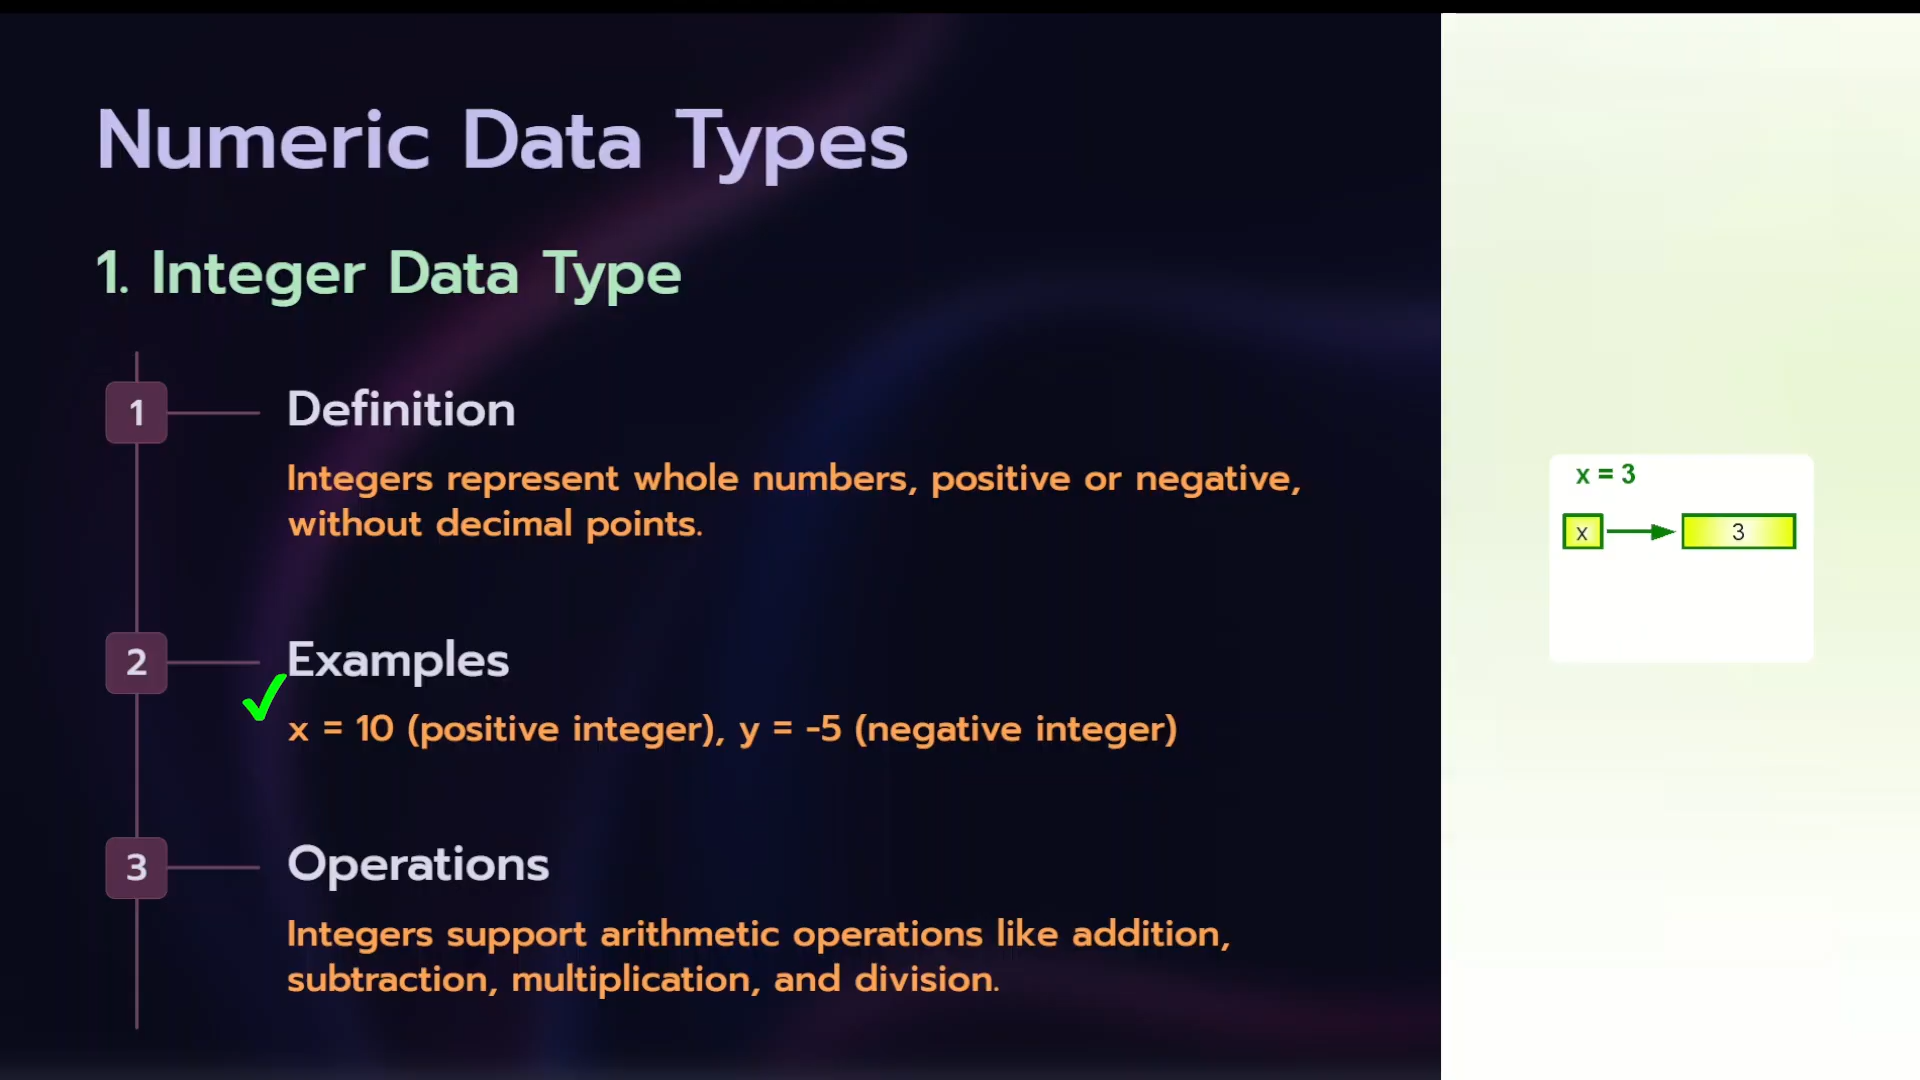 Numeric Data Types
1. Integer Data Type
1
Definition
Integers represent whole numbers, positive or negative,
without decimal points.
2
Examples
x = 10 (positive integer), y = -5 (negative integer)
3
Operations
Integers support arithmetic operations like addition,
subtraction, multiplication, and division.
x = 3
x 3